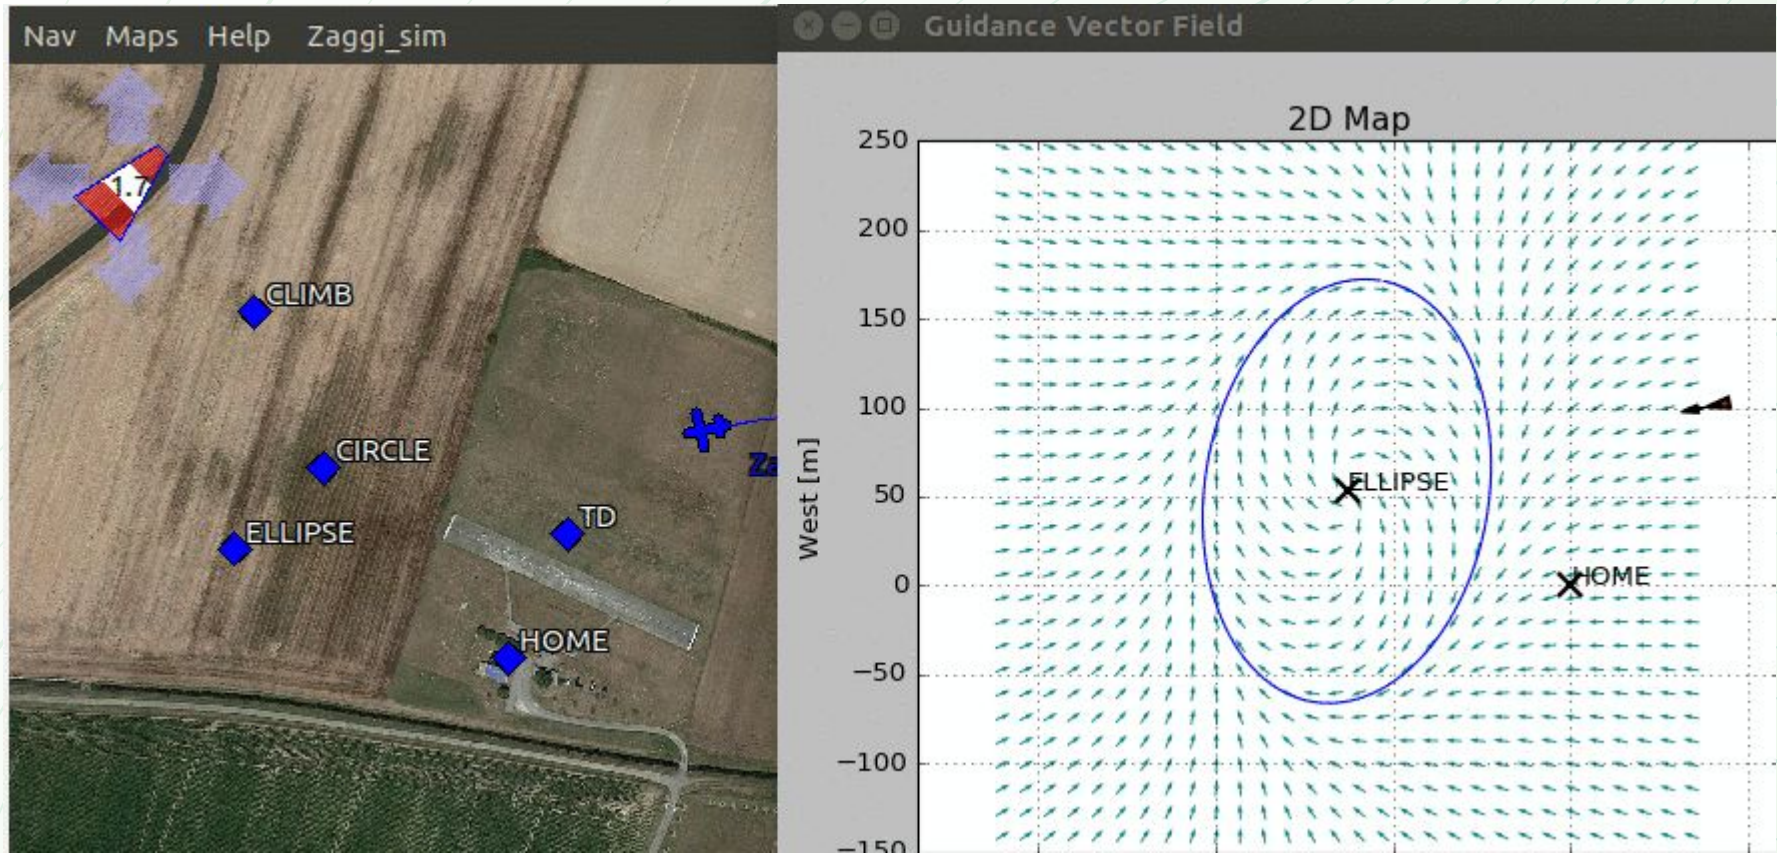 Nav Maps Help Zaggi_sim
1.7
CLIMB
CIRCLE
ELLIPSE
TD
HOME
Za
Guidance Vector Field
2D Map
West [m]
250
200
150
100
50
0
−50
−100
−150
ELLIPSE
HOME